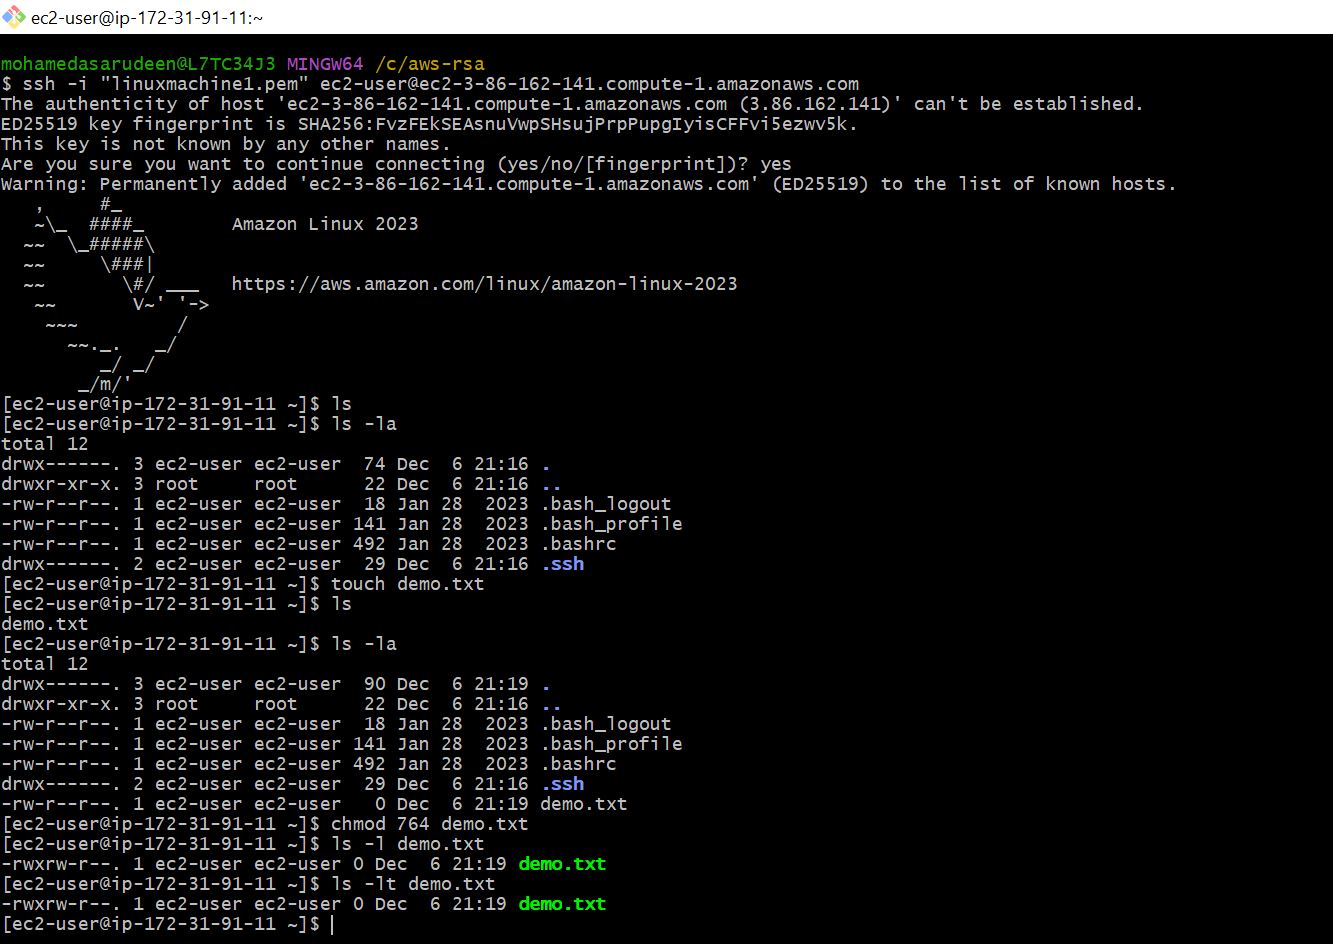 ec2-user@ip-172-31-91-11:~
mohamedasarudeen@L7TC34J3 MINGW64 /c/aws-rsa
$ ssh -i "linuxmachine1.pem" ec2-user@ec2-3-86-162-141.compute-1.amazonaws.com
The authenticity of host 'ec2-3-86-162-141.compute-1.amazonaws.com (3.86.162.141)' can't be established.
ED25519 key fingerprint is SHA256:FvzFEkSEAsnuVwpSHsujPrpPupgIyisCFFvi5ezwv5k.
This key is not known by any other names.
Are you sure you want to continue connecting (yes/no/[fingerprint])? yes
Warning: Permanently added 'ec2-3-86-162-141.compute-1.amazonaws.com' (ED25519) to the list of known hosts.
   ,     #_
   ~\_  ####_        Amazon Linux 2023
  ~~  \_#####\
  ~~     \###|
  ~~       \#/ ___   https://aws.amazon.com/linux/amazon-linux-2023
   ~~       V~' '->
    ~~~         /
      ~~._.   _/
         _/ _/
       _/m/'
[ec2-user@ip-172-31-91-11 ~]$ ls
[ec2-user@ip-172-31-91-11 ~]$ ls -la
total 12
drwx------. 3 ec2-user ec2-user  74 Dec  6 21:16 .
drwxr-xr-x. 3 root     root      22 Dec  6 21:16 ..
-rw-r--r--. 1 ec2-user ec2-user  18 Jan 28  2023 .bash_logout
-rw-r--r--. 1 ec2-user ec2-user 141 Jan 28  2023 .bash_profile
-rw-r--r--. 1 ec2-user ec2-user 492 Jan 28  2023 .bashrc
drwx------. 2 ec2-user ec2-user  29 Dec  6 21:16 .ssh
[ec2-user@ip-172-31-91-11 ~]$ touch demo.txt
[ec2-user@ip-172-31-91-11 ~]$ ls
demo.txt
[ec2-user@ip-172-31-91-11 ~]$ ls -la
total 12
drwx------. 3 ec2-user ec2-user  90 Dec  6 21:19 .
drwxr-xr-x. 3 root     root      22 Dec  6 21:16 ..
-rw-r--r--. 1 ec2-user ec2-user  18 Jan 28  2023 .bash_logout
-rw-r--r--. 1 ec2-user ec2-user 141 Jan 28  2023 .bash_profile
-rw-r--r--. 1 ec2-user ec2-user 492 Jan 28  2023 .bashrc
drwx------. 2 ec2-user ec2-user  29 Dec  6 21:16 .ssh
-rw-r--r--. 1 ec2-user ec2-user   0 Dec  6 21:19 demo.txt
[ec2-user@ip-172-31-91-11 ~]$ chmod 764 demo.txt
[ec2-user@ip-172-31-91-11 ~]$ ls -l demo.txt
-rwxrw-r--. 1 ec2-user ec2-user 0 Dec  6 21:19 demo.txt
[ec2-user@ip-172-31-91-11 ~]$ ls -lt demo.txt
-rwxrw-r--. 1 ec2-user ec2-user 0 Dec  6 21:19 demo.txt
[ec2-user@ip-172-31-91-11 ~]$